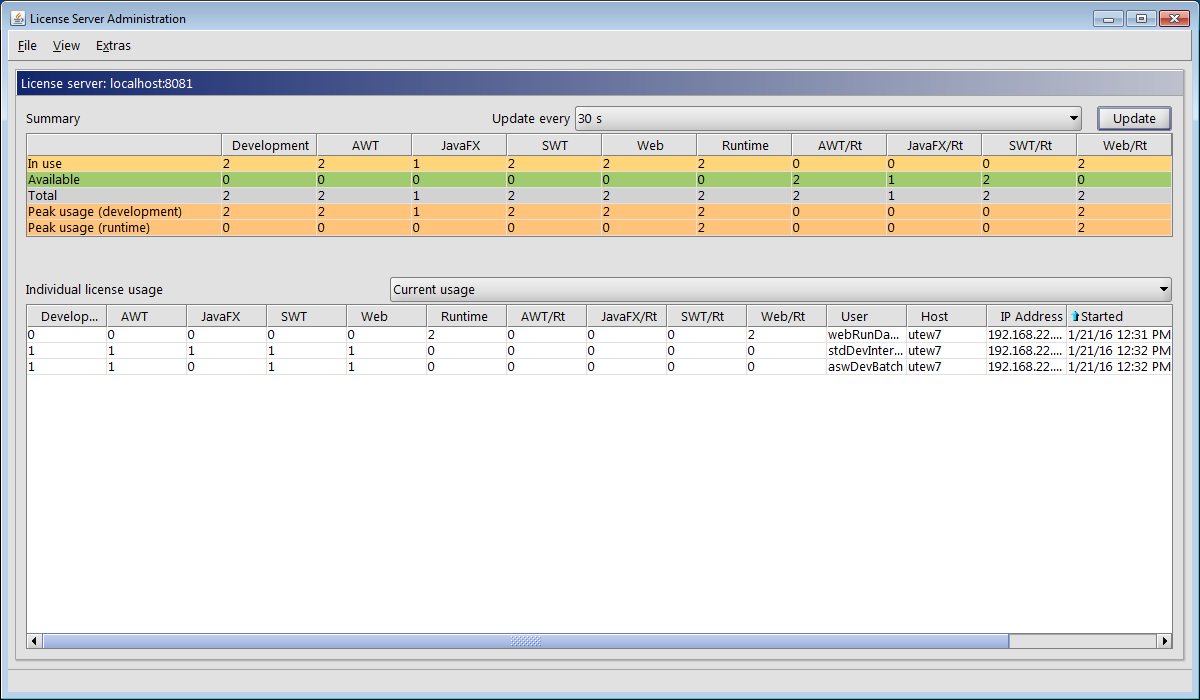 License Server Administration
File View Extras
License server: localhost:8081
Summary Update every 30 s Update
Development AWT JavaFX SWT Web Runtime AWT/Rt JavaFX/Rt SWT/Rt Web/Rt
In use 2 2 1 2 2 2 0 0 0 2
Available 0 0 0 0 0 0 2 1 2 0
Total 2 2 1 2 2 2 2 1 2 2
Peak usage (development) 2 2 1 2 2 2 0 0 0 2
Peak usage (runtime) 0 0 0 0 0 2 0 0 0 2
Individual license usage Current usage
Develop... AWT JavaFX SWT Web Runtime AWT/Rt JavaFX/Rt SWT/Rt Web/Rt User Host IP Address Started
0 0 0 0 0 2 0 0 0 2 webRunDa... utew7 192.168.22.... 1/21/16 12:31 PM
1 1 1 1 1 0 0 0 0 0 stdDevInter... utew7 192.168.22.... 1/21/16 12:32 PM
1 1 0 1 1 0 0 0 0 0 aswDevBatch utew7 192.168.22.... 1/21/16 12:32 PM